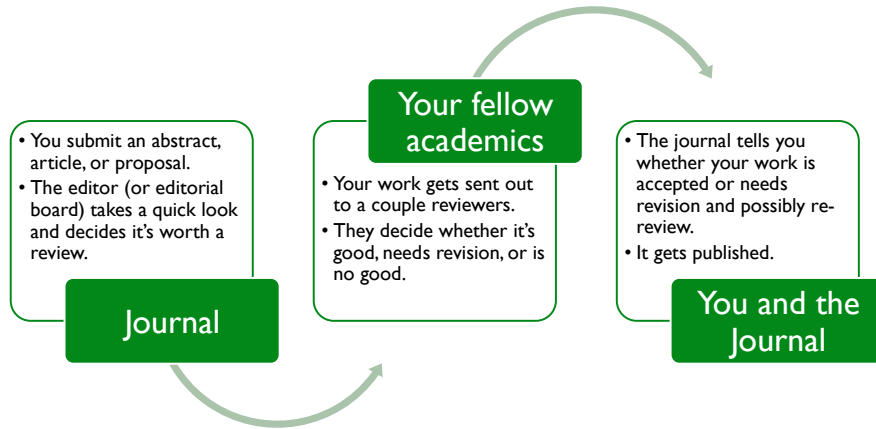 • You submit an abstract,
article, or proposal.
• The editor (or editorial
board) takes a quick look
and decides it's worth a
review.
Journal
Your fellow
academics
• Your work gets sent out
to a couple reviewers.
• They decide whether it's
good, needs revision, or is
no good.
• The journal tells you
whether your work is
accepted or needs
revision and possibly re-
review.
• It gets published.
You and the
Journal